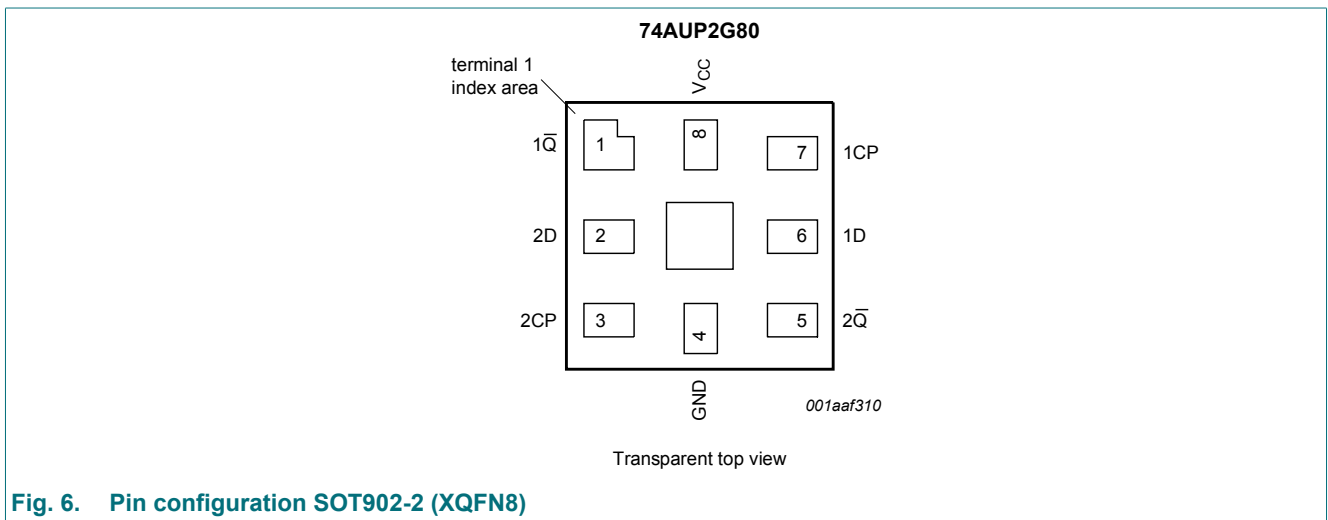 74AUP2G80
terminal 1
index area
VCC
1Q̅ 1 8 7 1CP
2D 2 6 1D
2CP 3 4 5 2Q̅
GND
001aaf310
Transparent top view
Fig. 6. Pin configuration SOT902-2 (XQFN8)